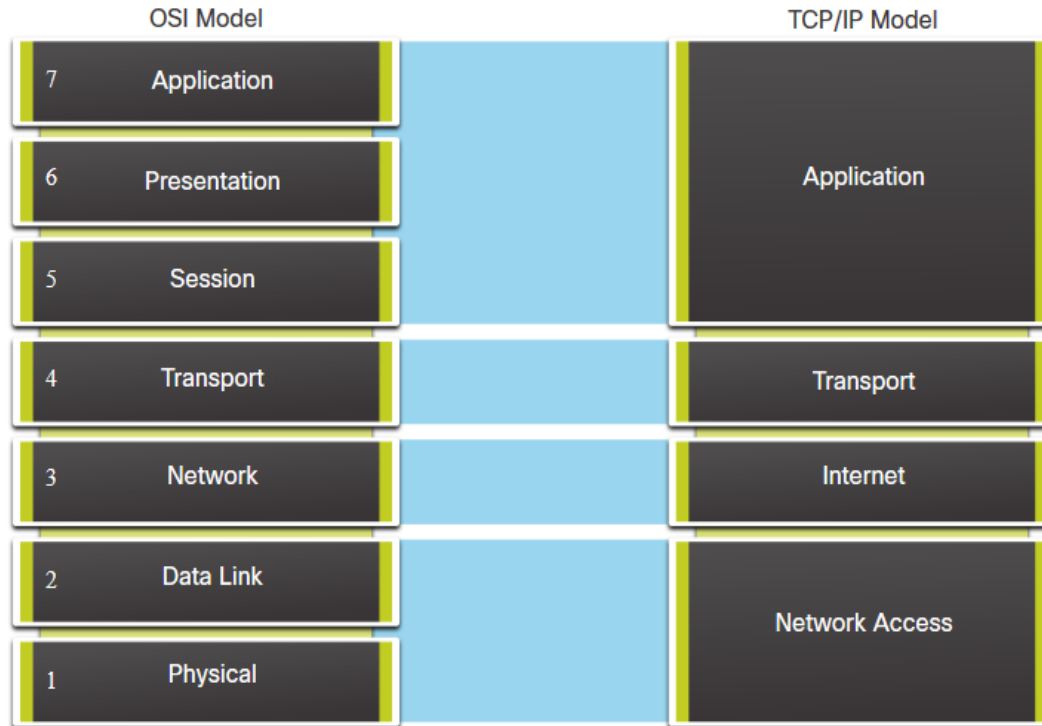 OSI Model
TCP/IP Model
7 Application
6 Presentation
5 Session
Application
4 Transport
Transport
3 Network
Internet
2 Data Link
1 Physical
Network Access